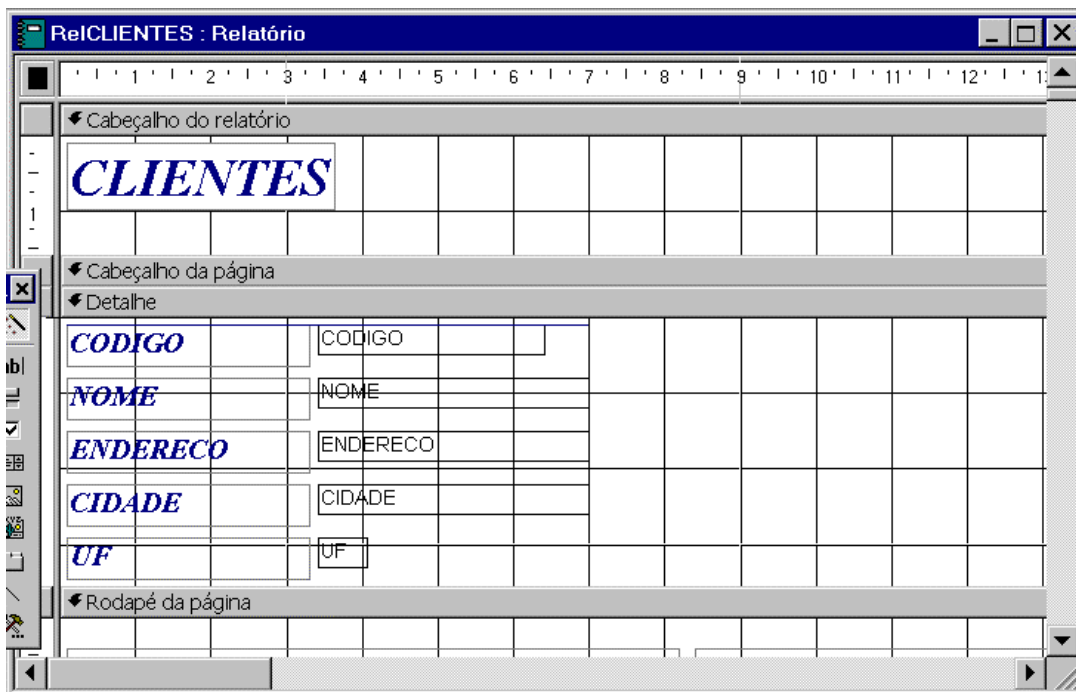 RelCLIENTES : Relatório
1 2 3 4 5 6 7 8 9 10 11 12
Cabeçalho do relatório
CLIENTES
1
Cabeçalho da página
Detalhe
CODIGO CODIGO
NOME NOME
ENDERECO ENDERECO
CIDADE CIDADE
UF UF
Rodapé da página